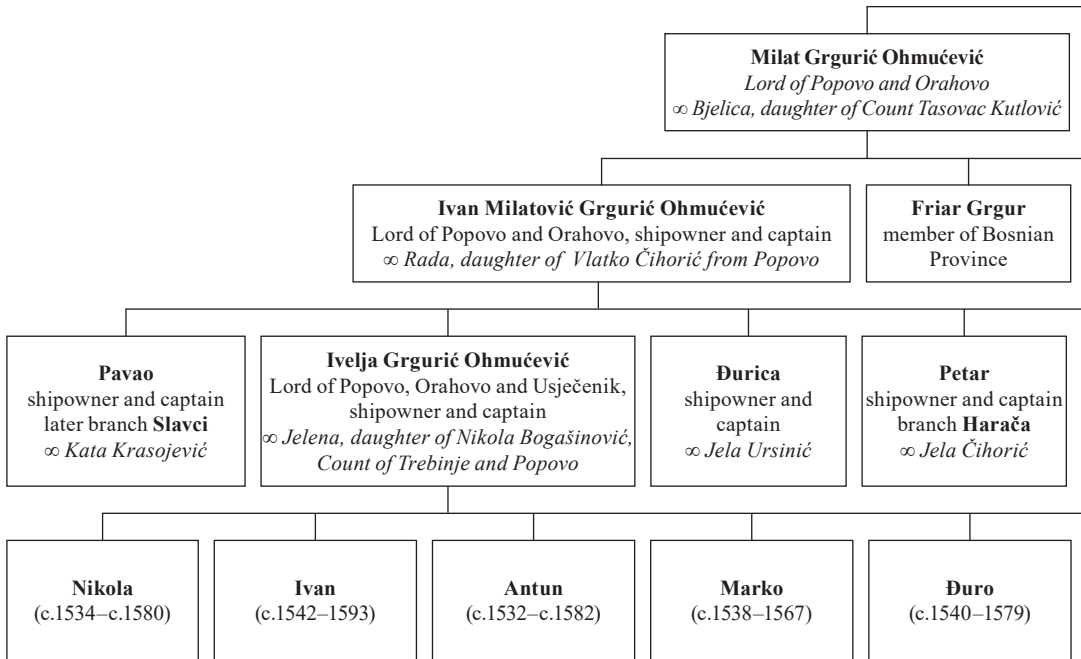 Milat Grgurić Ohmućević
Lord of Popovo and Orahovo
∞ Bjelica, daughter of Count Tasovac Kutlović
Ivan Milatović Grgurić Ohmućević
Lord of Popovo and Orahovo, shipowner and captain
∞ Rada, daughter of Vlatko Čihorić from Popovo
Friar Grgur
member of Bosnian
Province
Pavao
shipowner and captain
later branch Slavci
∞ Kata Krasojević
Ivelja Grgurić Ohmućević
Lord of Popovo, Orahovo and Usječenik,
shipowner and captain
∞ Jelena, daughter of Nikola Bogašinović,
Count of Trebinje and Popovo
Đurica
shipowner and
captain
∞ Jela Ursinić
Petar
shipowner and captain
branch Harača
∞ Jela Čihorić
Nikola
(c.1534–c.1580)
Ivan
(c.1542–1593)
Antun
(c.1532–c.1582)
Marko
(c.1538–1567)
Đuro
(c.1540–1579)